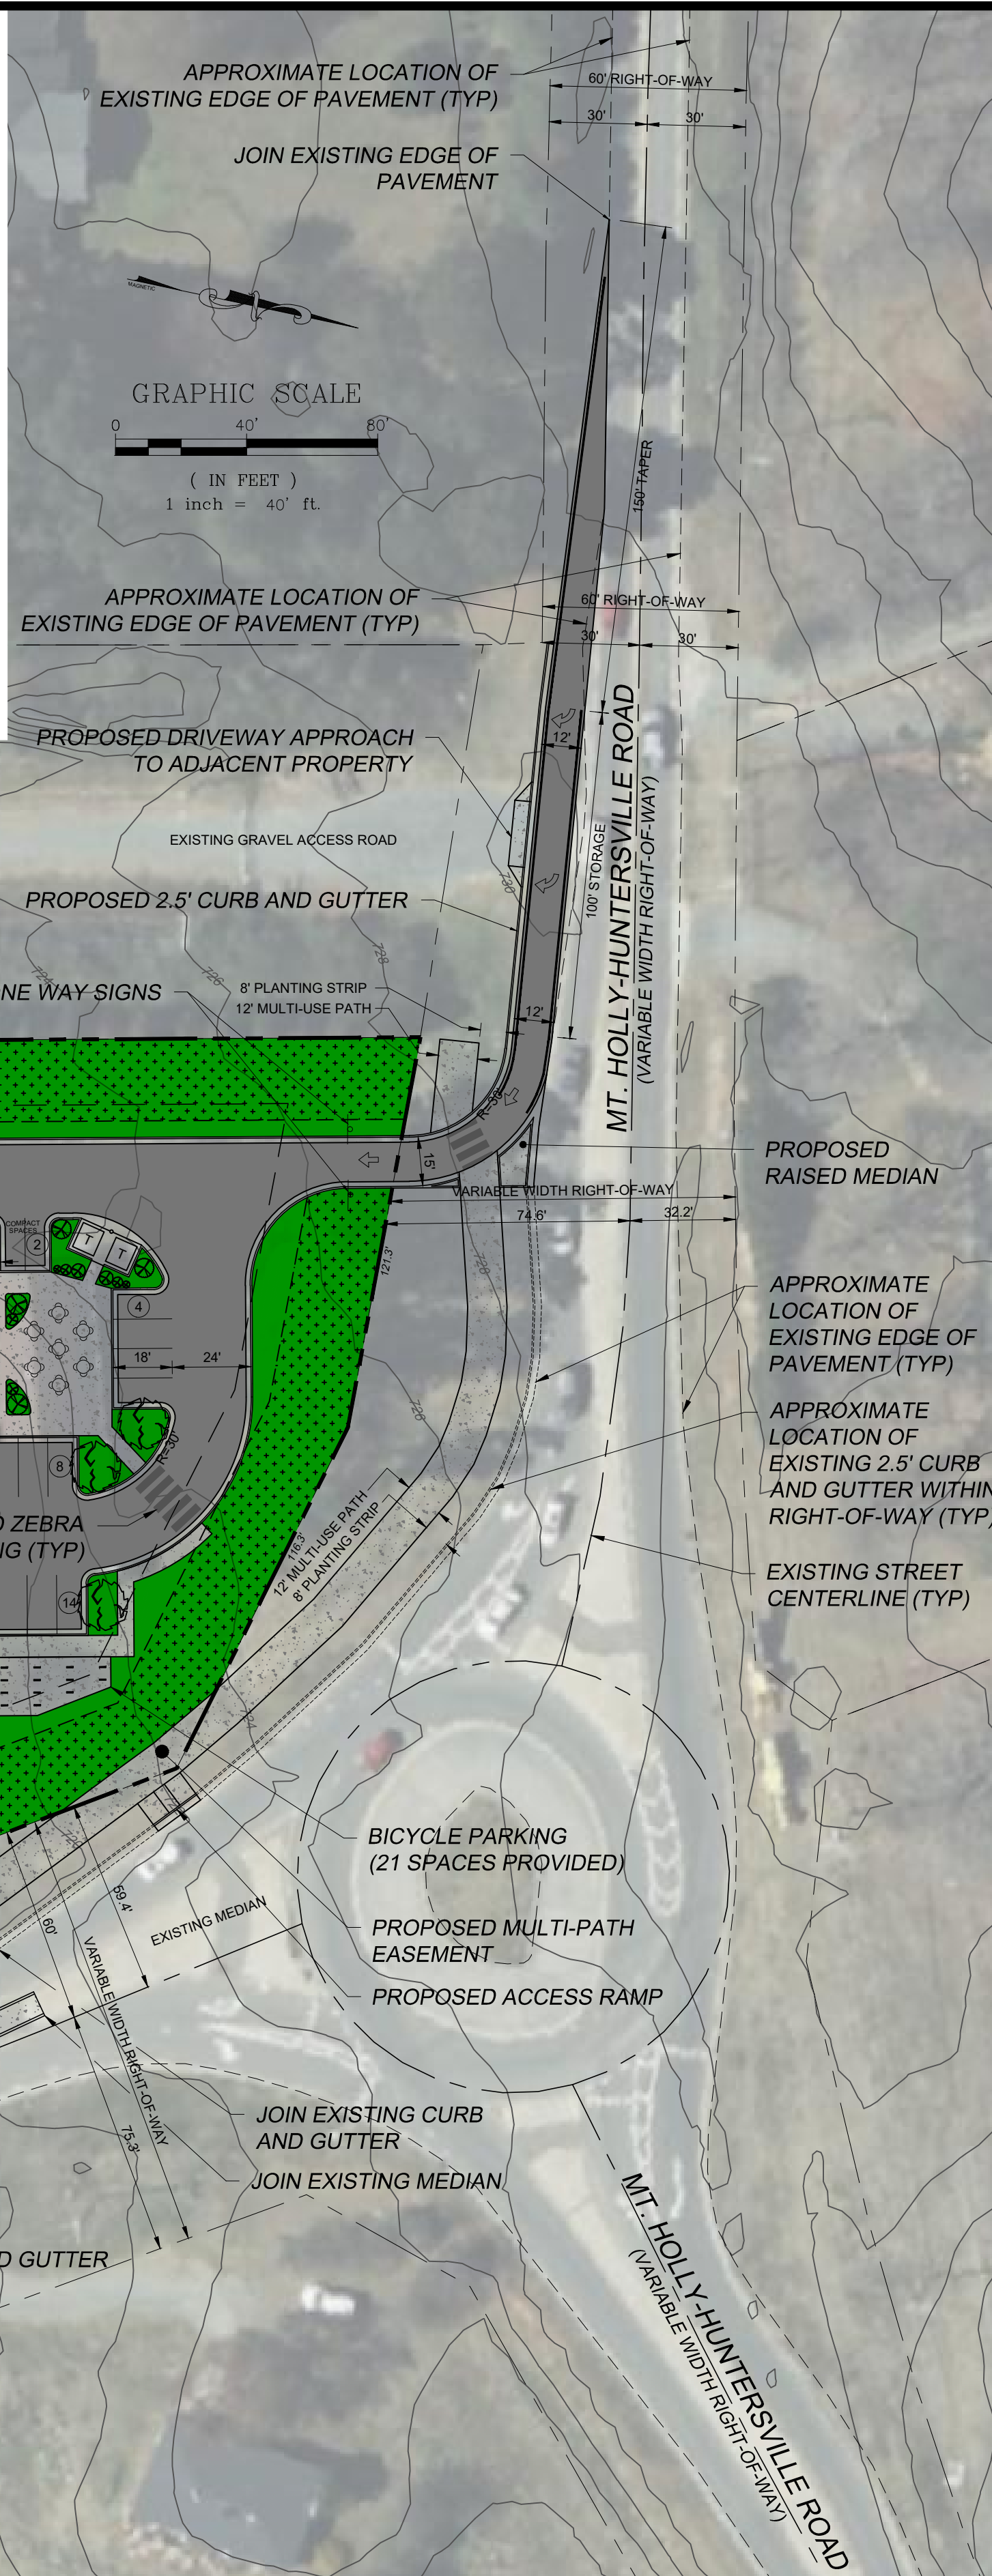 APPROXIMATE LOCATION OF
EXISTING EDGE OF PAVEMENT (TYP)
60' RIGHT-OF-WAY
30'
30'
JOIN EXISTING EDGE OF
PAVEMENT
MAGNETIC
GRAPHIC SCALE
0
40'
80'
( IN FEET )
1 inch = 40' ft.
150' TAPER
APPROXIMATE LOCATION OF
EXISTING EDGE OF PAVEMENT (TYP)
60' RIGHT-OF-WAY
30'
30'
PROPOSED DRIVEWAY APPROACH
TO ADJACENT PROPERTY
12'
MT. HOLLY-HUNTERSVILLE ROAD
(VARIABLE WIDTH RIGHT-OF-WAY)
EXISTING GRAVEL ACCESS ROAD
100' STORAGE
730
PROPOSED 2.5' CURB AND GUTTER
728
726
724
NE WAY SIGNS
8' PLANTING STRIP
12' MULTI-USE PATH
12'
R=30'
15'
PROPOSED
RAISED MEDIAN
VARIABLE WIDTH RIGHT-OF-WAY
74.6'
32.2'
121.3'
COMPACT
SPACES
2
T
T
4
18'
24'
728
APPROXIMATE
LOCATION OF
EXISTING EDGE OF
PAVEMENT (TYP)
726
APPROXIMATE
LOCATION OF
EXISTING 2.5' CURB
AND GUTTER WITHIN
RIGHT-OF-WAY (TYP)
R=30'
8
ZEBRA
NG (TYP)
116.3'
12' MULTI-USE PATH
8' PLANTING STRIP
EXISTING STREET
CENTERLINE (TYP)
14
724
BICYCLE PARKING
(21 SPACES PROVIDED)
59.4'
60'
EXISTING MEDIAN
PROPOSED MULTI-PATH
EASEMENT
PROPOSED ACCESS RAMP
VARIABLE WIDTH RIGHT-OF-WAY
75.3'
JOIN EXISTING CURB
AND GUTTER
JOIN EXISTING MEDIAN
D GUTTER
MT. HOLLY-HUNTERSVILLE ROAD
(VARIABLE WIDTH RIGHT-OF-WAY)